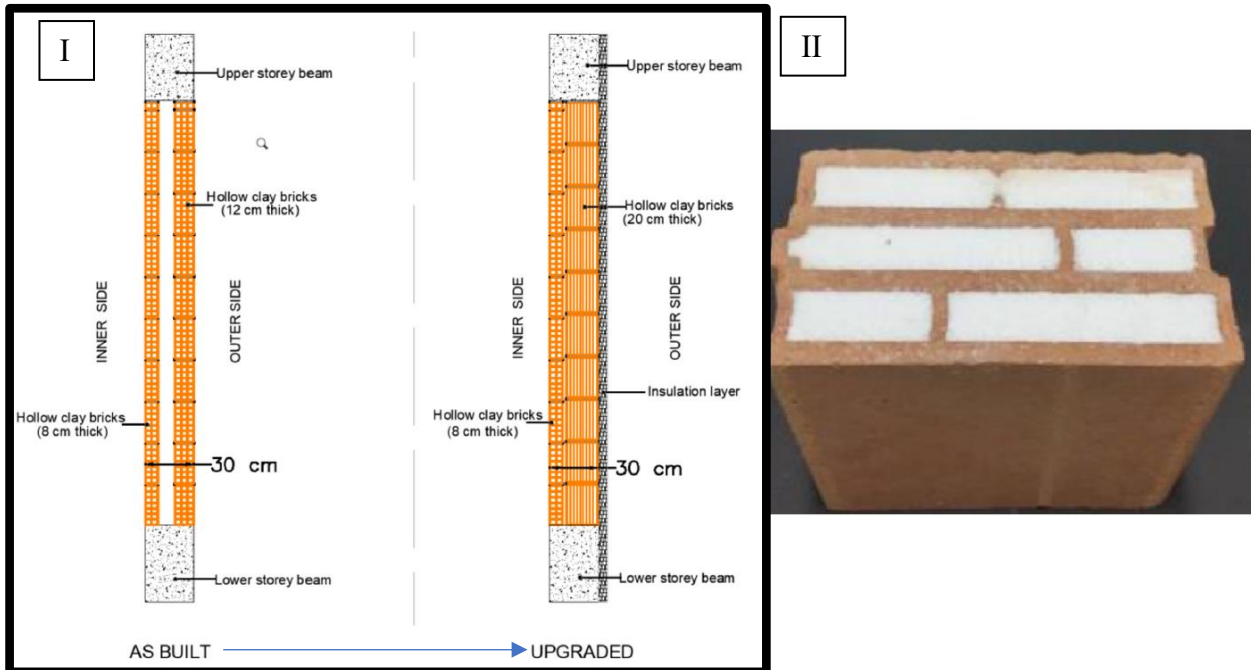 I
II
Upper storey beam
Upper storey beam
Hollow clay bricks
(12 cm thick)
Hollow clay bricks
(20 cm thick)
INNER SIDE
OUTER SIDE
INNER SIDE
OUTER SIDE
Insulation layer
Hollow clay bricks
(8 cm thick)
Hollow clay bricks
(8 cm thick)
30 cm
30 cm
Lower storey beam
Lower storey beam
AS BUILT
UPGRADED